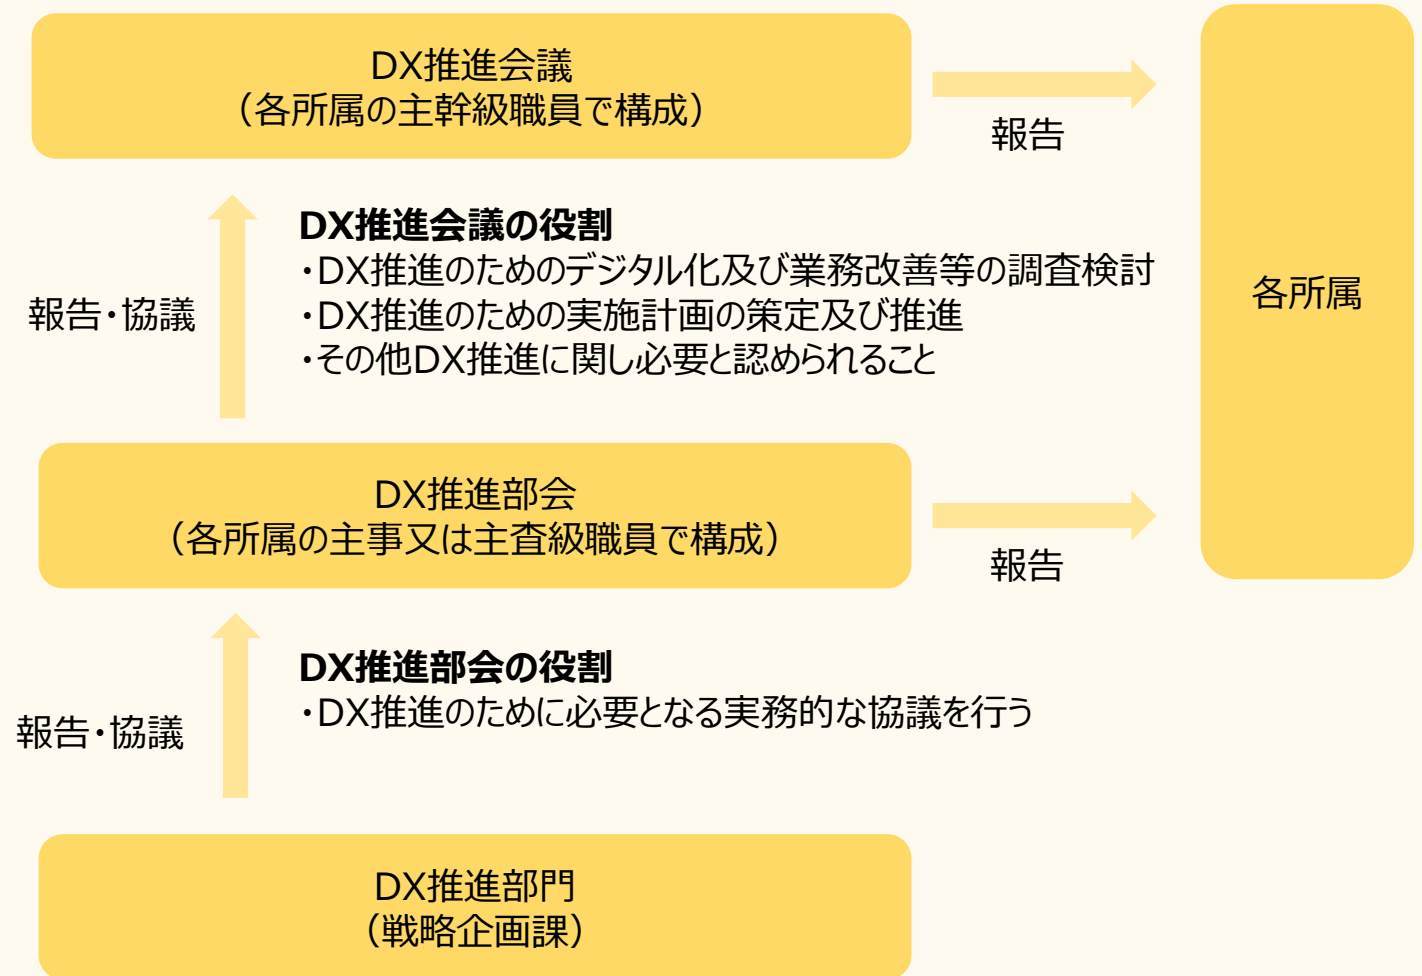 DX推進会議
（各所属の主幹級職員で構成）
報告
DX推進会議の役割
・DX推進のためのデジタル化及び業務改善等の調査検討
・DX推進のための実施計画の策定及び推進
・その他DX推進に関し必要と認められること
報告・協議
各所属
DX推進部会
（各所属の主事又は主査級職員で構成）
報告
DX推進部会の役割
・DX推進のために必要となる実務的な協議を行う
報告・協議
DX推進部門
（戦略企画課）